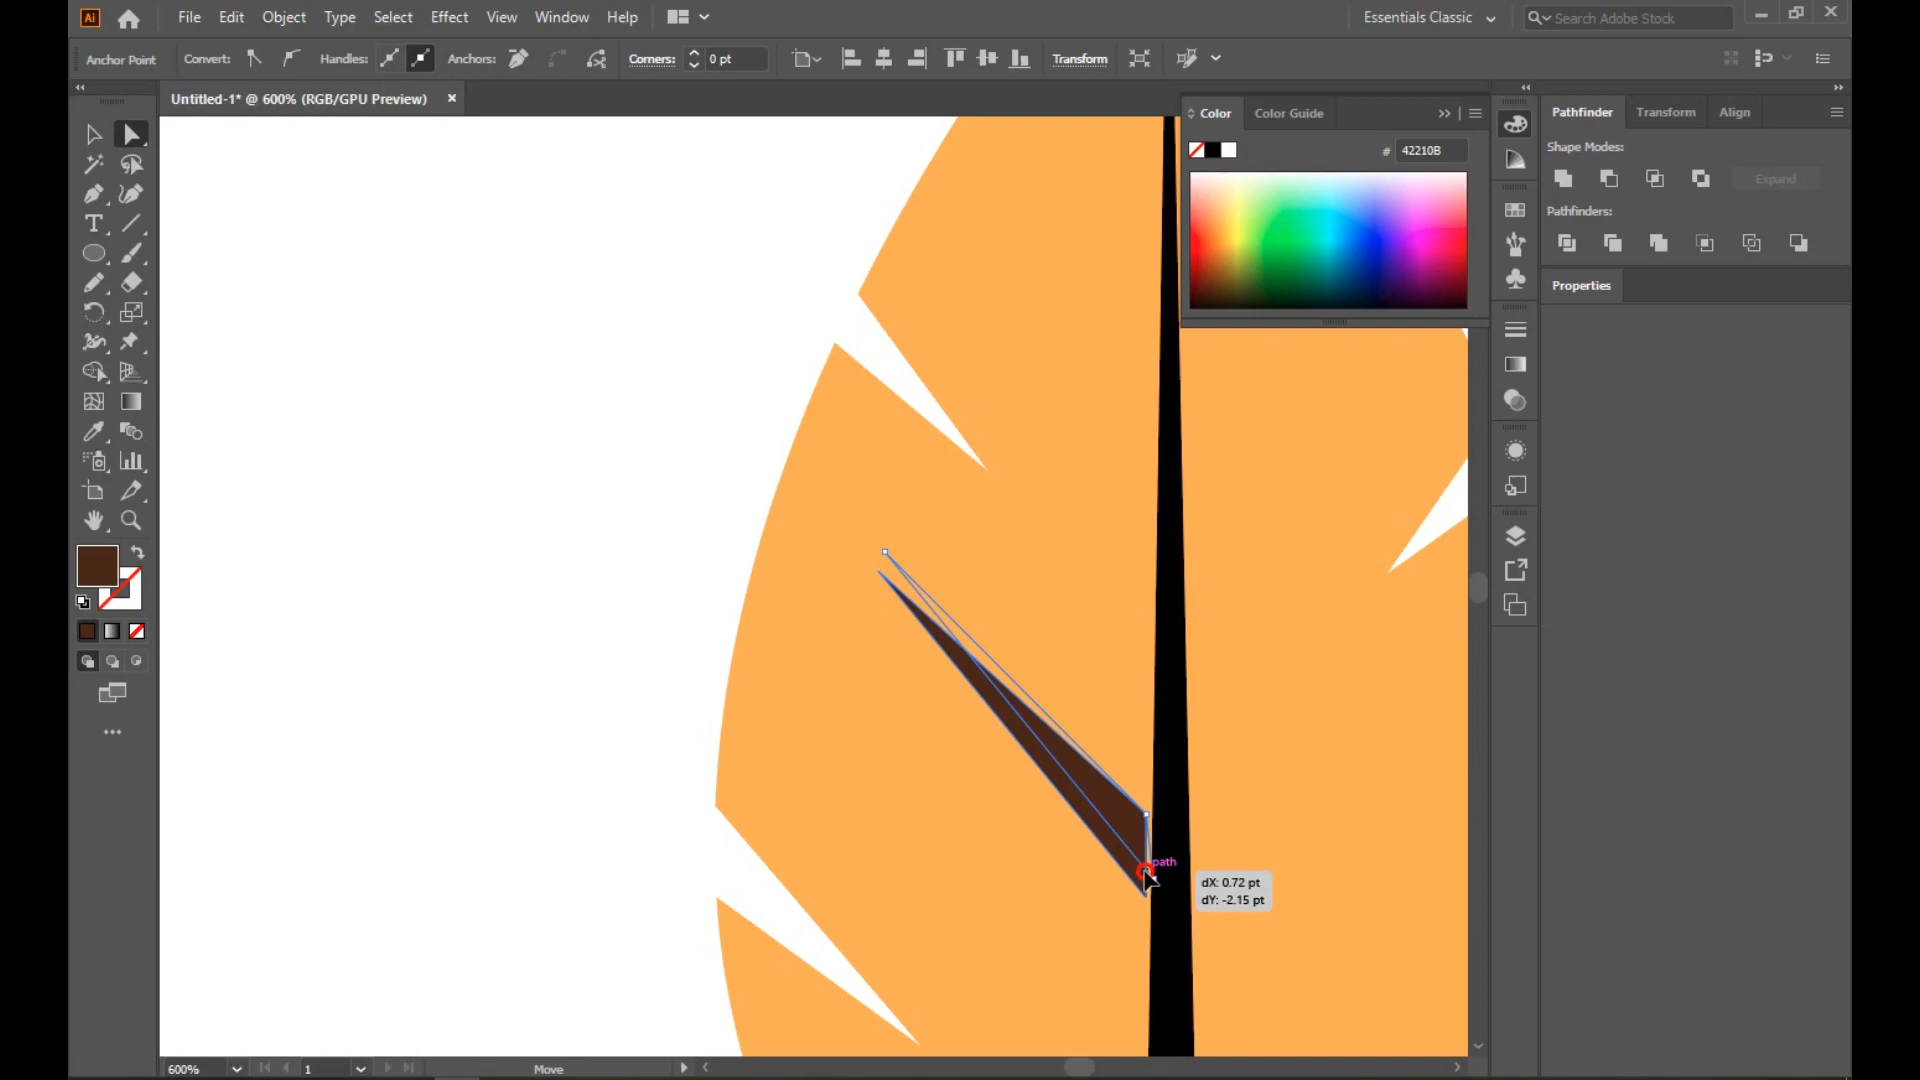 Ai File Edit Object Type Select Effect View Window Help Essentials Classic Search Adobe Stock
Anchor Point Convert: Handles: Anchors: Corners: 0 pt Transform
Untitled-1* @ 600% (RGB/GPU Preview) ×
Color Color Guide
# 42210B
Pathfinder Transform Align
Shape Modes:
Expand
Pathfinders:
Properties
path
dX: 0.72 pt
dY: -2.15 pt
600% 1 Move